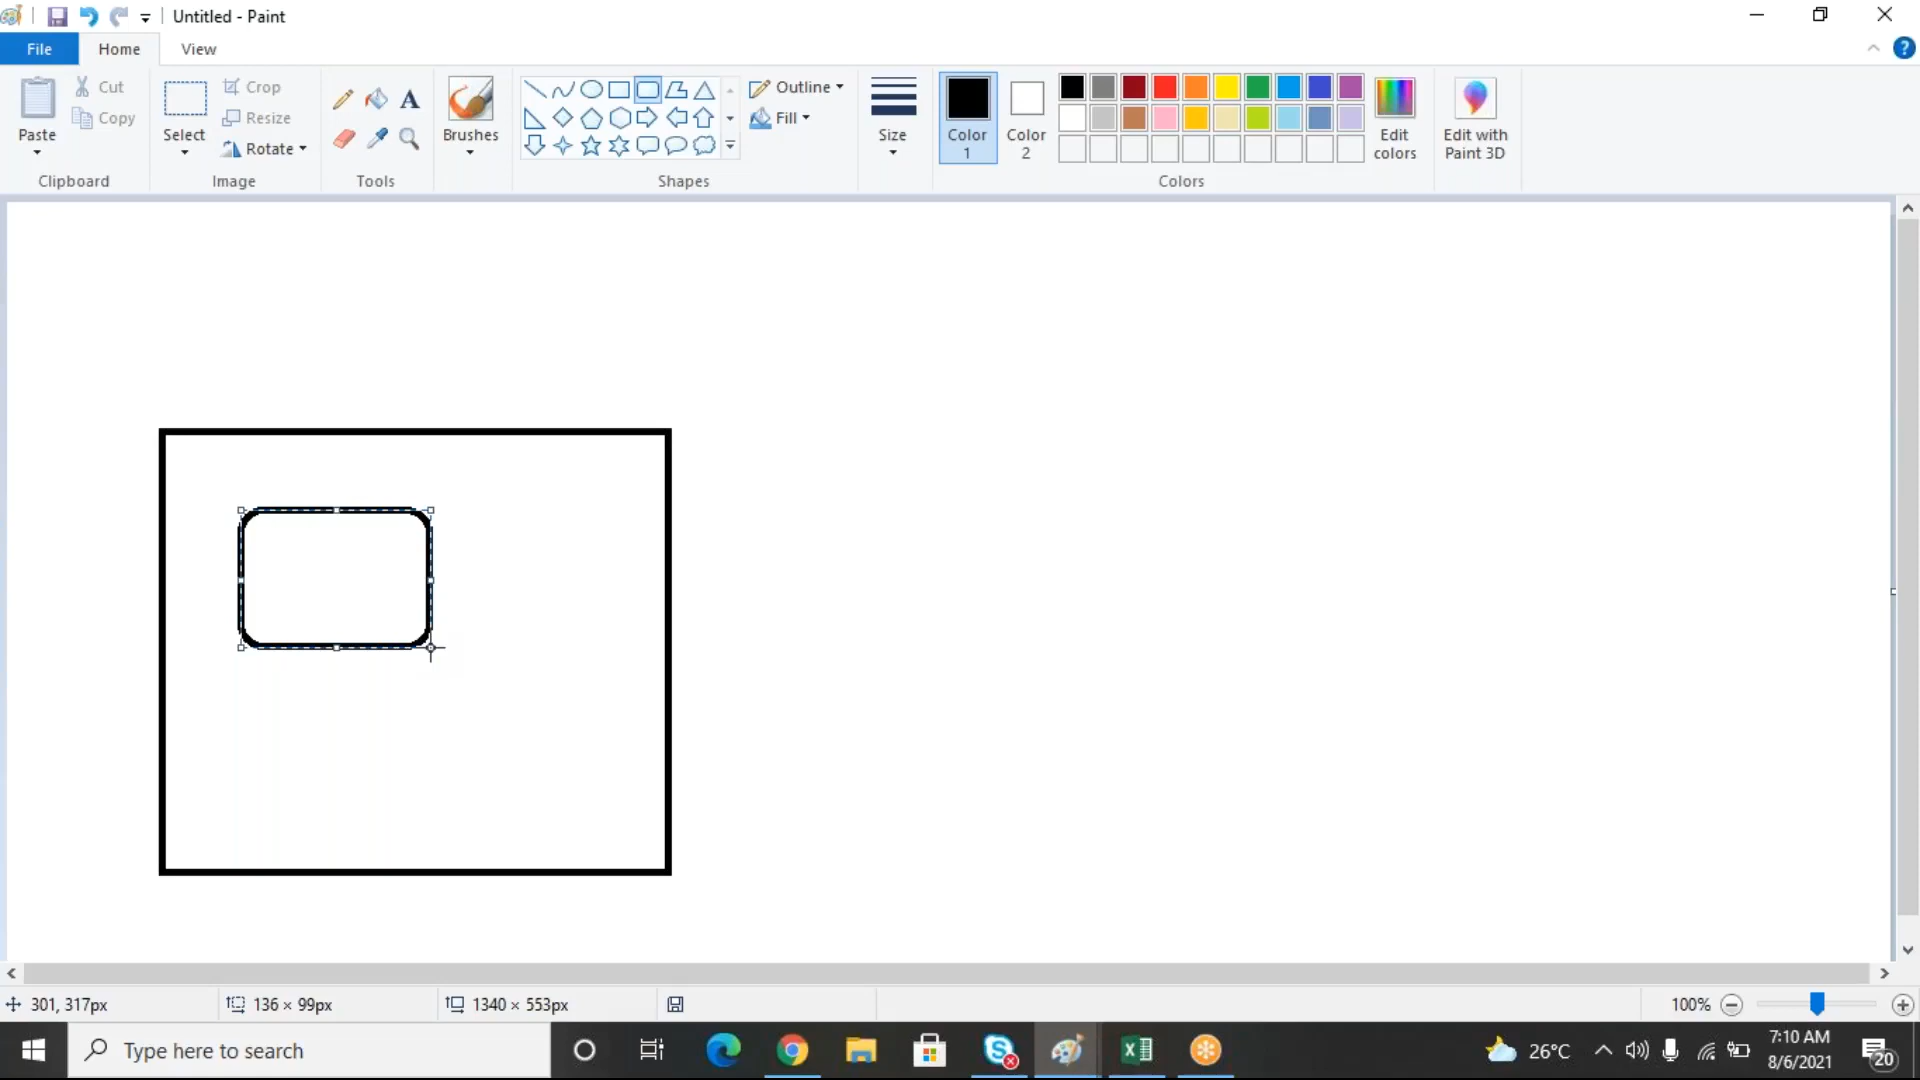 Untitled - Paint
File
Home
View
Paste
Cut
Copy
Clipboard
Select
Crop
Resize
Rotate
Image
A
Tools
Brushes
Shapes
Outline
Fill
Size
Color
1
Color
2
Colors
Edit
colors
Edit with
Paint 3D
?
301, 317px
136 × 99px
1340 × 553px
100%
Type here to search
26°C
7:10 AM
8/6/2021
20